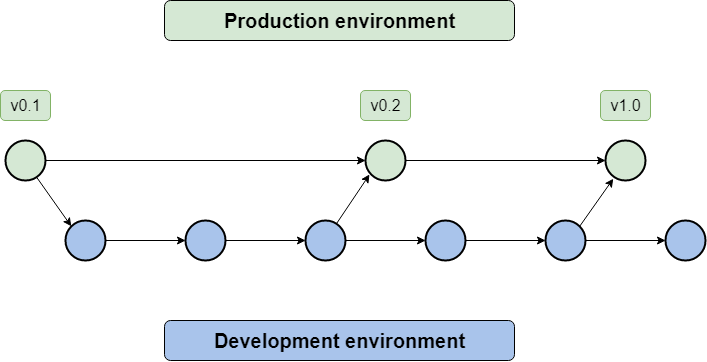 Production environment
v0.1
v0.2
v1.0
Development environment